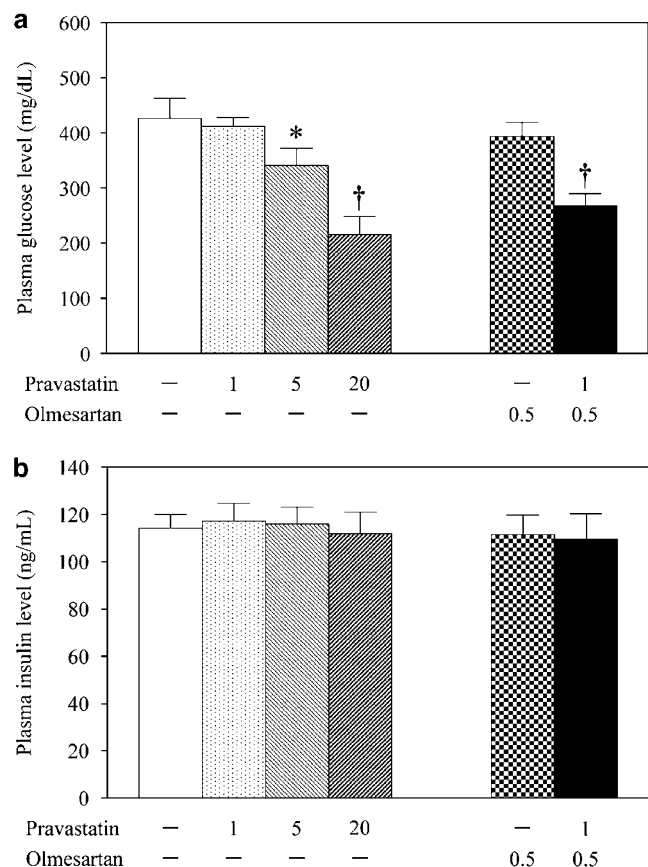 a
Plasma glucose level (mg/dL)
600
500
400
300
200
100
0
*
†
†
Pravastatin — 1 5 20 — 1
Olmesartan — — — — 0.5 0.5
b
Plasma insulin level (ng/mL)
140
120
100
80
60
40
20
0
Pravastatin — 1 5 20 — 1
Olmesartan — — — — 0.5 0.5